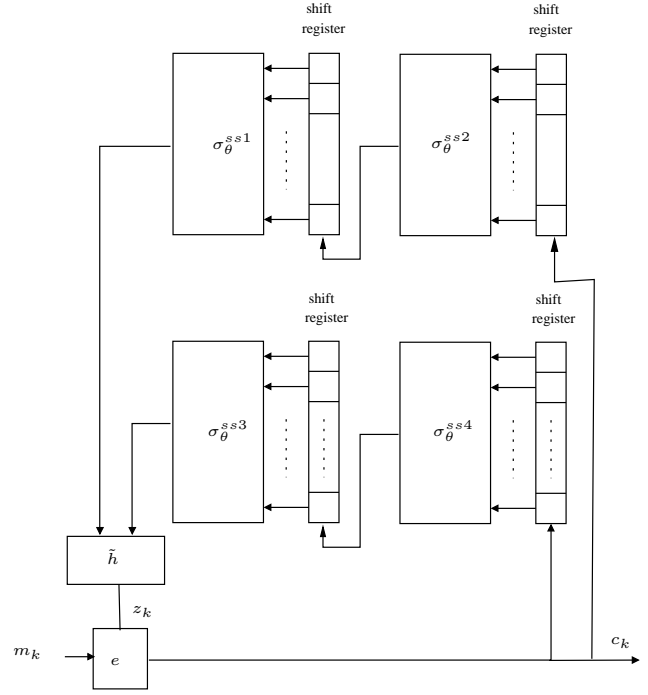 shift
register
shift
register
σ_θ^{ss1}
σ_θ^{ss2}
shift
register
shift
register
σ_θ^{ss3}
σ_θ^{ss4}
h̃
z_k
m_k
e
c_k